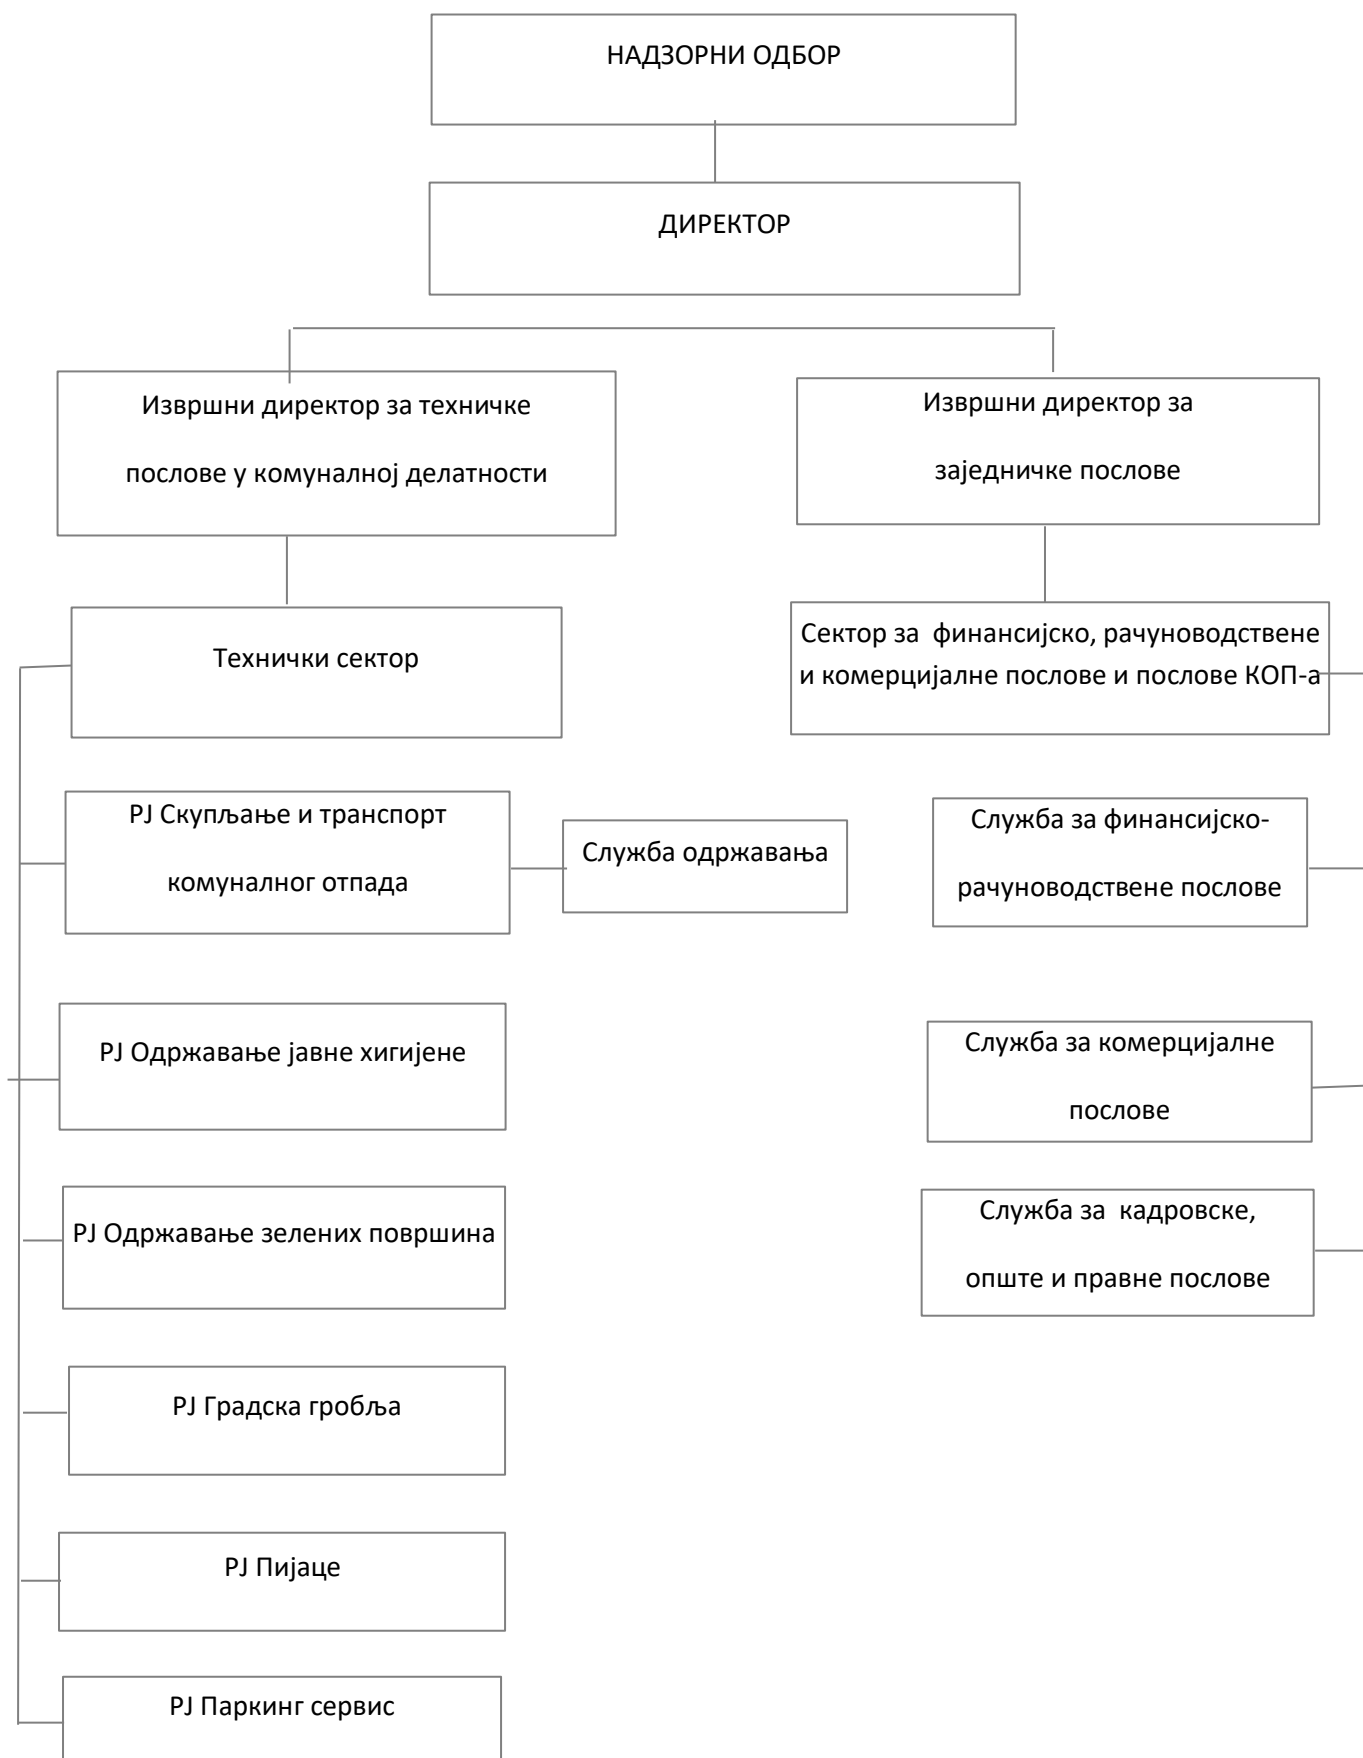 НАДЗОРНИ ОДБОР
ДИРЕКТОР
Извршни директор за техничке
послове у комуналној делатности
Извршни директор за
заједничке послове
Технички сектор
Сектор за  финансијско, рачуноводствене
и комерцијалне послове и послове КОП-а
РЈ Скупљање и транспорт
комуналног отпада
Служба одржавања
Служба за финансијско-
рачуноводствене послове
РЈ Одржавање јавне хигијене
Служба за комерцијалне
послове
РЈ Одржавање зелених површина
Служба за  кадровске,
опште и правне послове
РЈ Градска гробља
РЈ Пијаце
РЈ Паркинг сервис